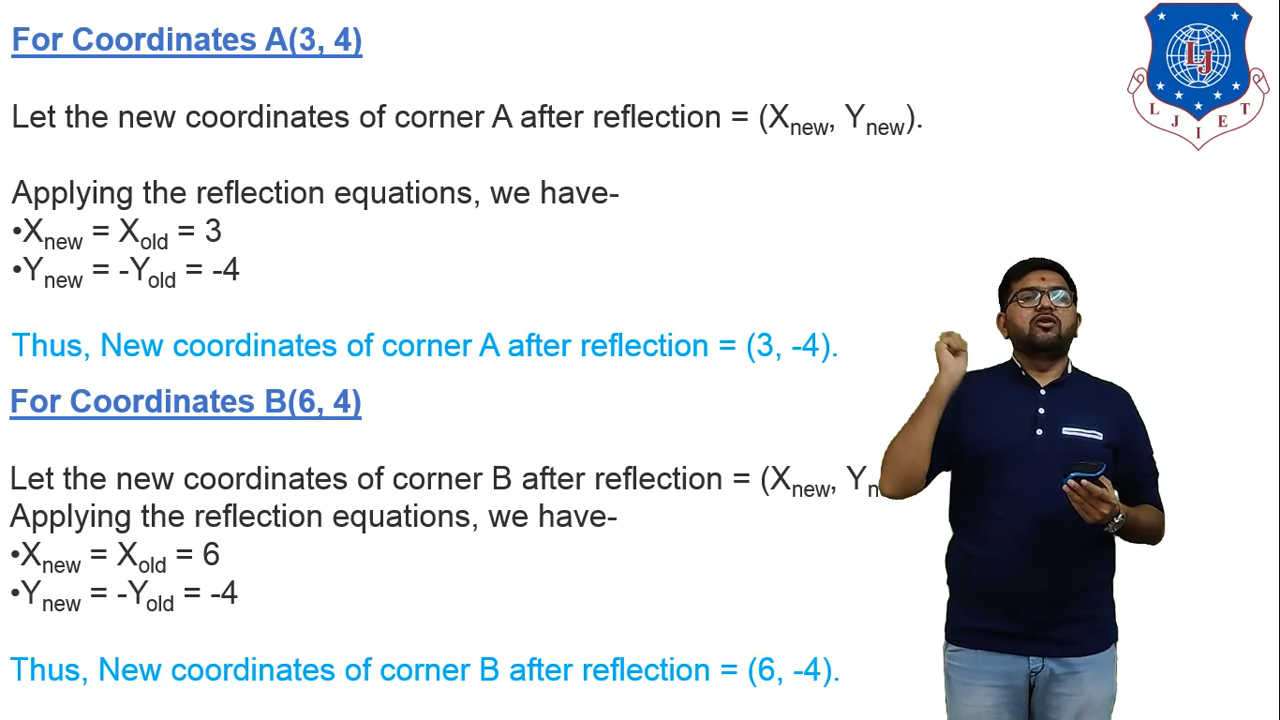 For Coordinates A(3, 4)
Let the new coordinates of corner A after reflection = (Xnew, Ynew).
Applying the reflection equations, we have-
•Xnew = Xold = 3
•Ynew = -Yold = -4
Thus, New coordinates of corner A after reflection = (3, -4).
For Coordinates B(6, 4)
Let the new coordinates of corner B after reflection = (Xnew, Yn
Applying the reflection equations, we have-
•Xnew = Xold = 6
•Ynew = -Yold = -4
Thus, New coordinates of corner B after reflection = (6, -4).
LJ
L J I E T